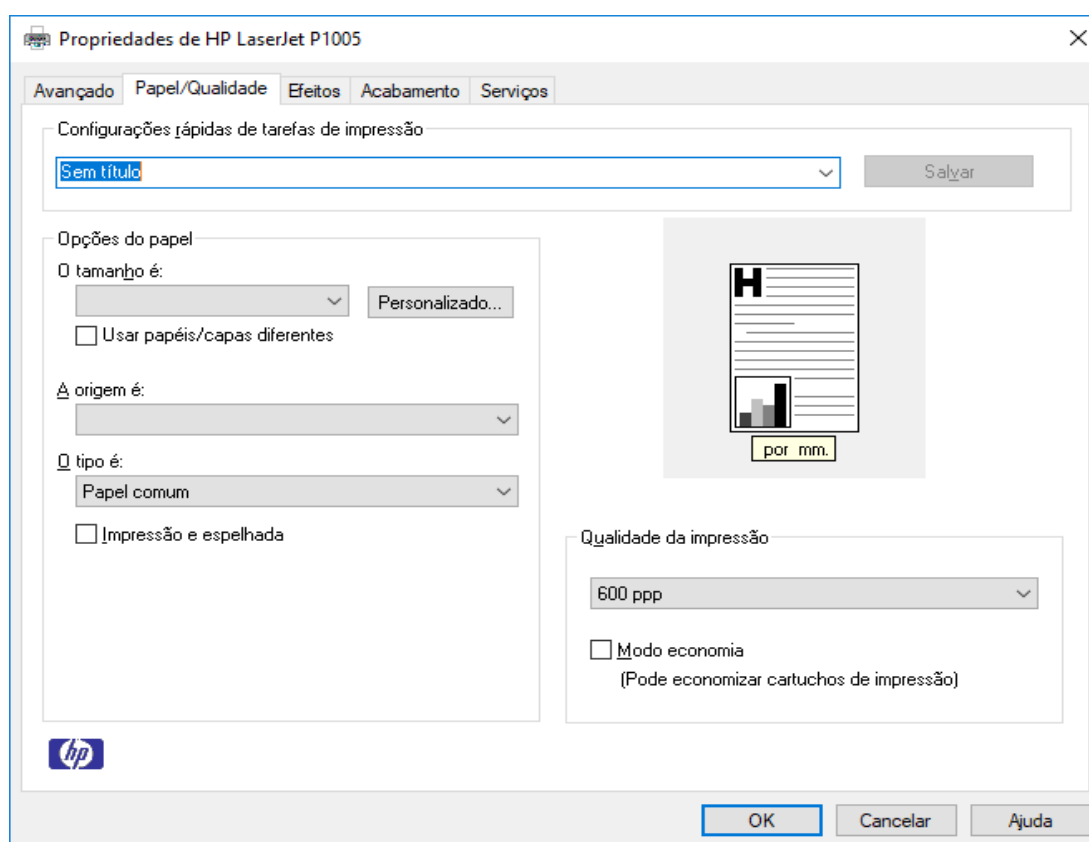 Propriedades de HP LaserJet P1005
Avançado Papel/Qualidade Efeitos Acabamento Serviços
Configurações rápidas de tarefas de impressão
Sem título Salvar
Opções do papel
O tamanho é:
Personalizado...
Usar papéis/capas diferentes
A origem é:
O tipo é:
Papel comum
Impressão e espelhada
H
por mm.
Qualidade da impressão
600 ppp
Modo economia
(Pode economizar cartuchos de impressão)
hp
OK Cancelar Ajuda